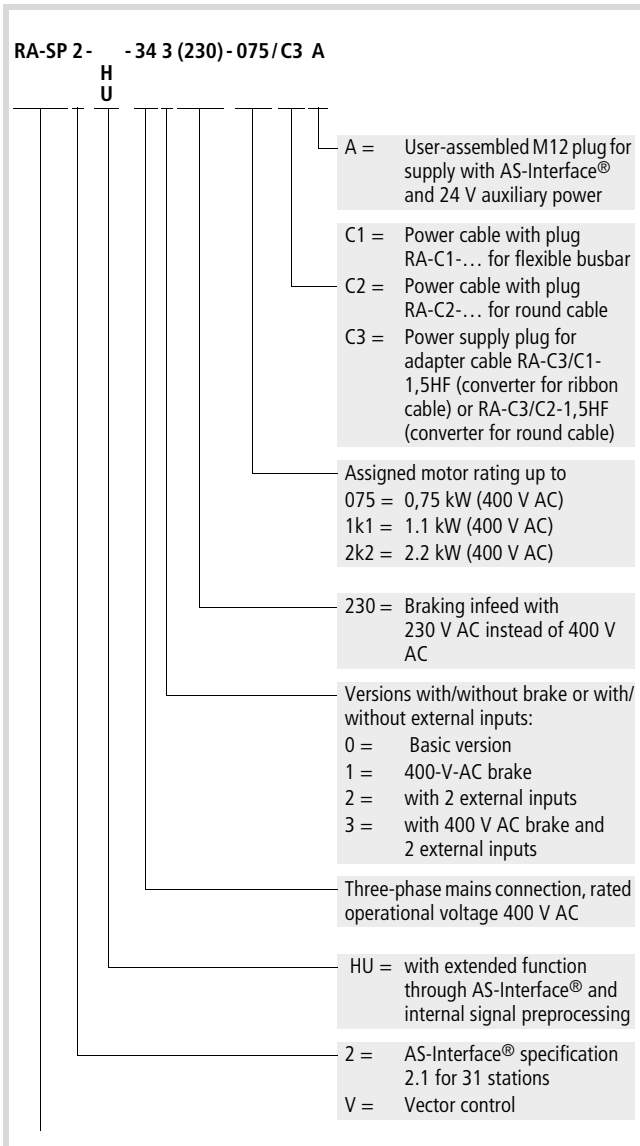 RA-SP 2 - - 34 3 (230) - 075 / C3 A
H
U
A = User-assembled M12 plug for
supply with AS-Interface®
and 24 V auxiliary power
C1 = Power cable with plug
RA-C1-… for flexible busbar
C2 = Power cable with plug
RA-C2-… for round cable
C3 = Power supply plug for
adapter cable RA-C3/C1-
1,5HF (converter for ribbon
cable) or RA-C3/C2-1,5HF
(converter for round cable)
Assigned motor rating up to
075 = 0,75 kW (400 V AC)
1k1 = 1.1 kW (400 V AC)
2k2 = 2.2 kW (400 V AC)
230 = Braking infeed with
230 V AC instead of 400 V
AC
Versions with/without brake or with/
without external inputs:
0 = Basic version
1 = 400-V-AC brake
2 = with 2 external inputs
3 = with 400 V AC brake and
2 external inputs
Three-phase mains connection, rated
operational voltage 400 V AC
HU = with extended function
through AS-Interface® and
internal signal preprocessing
2 = AS-Interface® specification
2.1 for 31 stations
V = Vector control